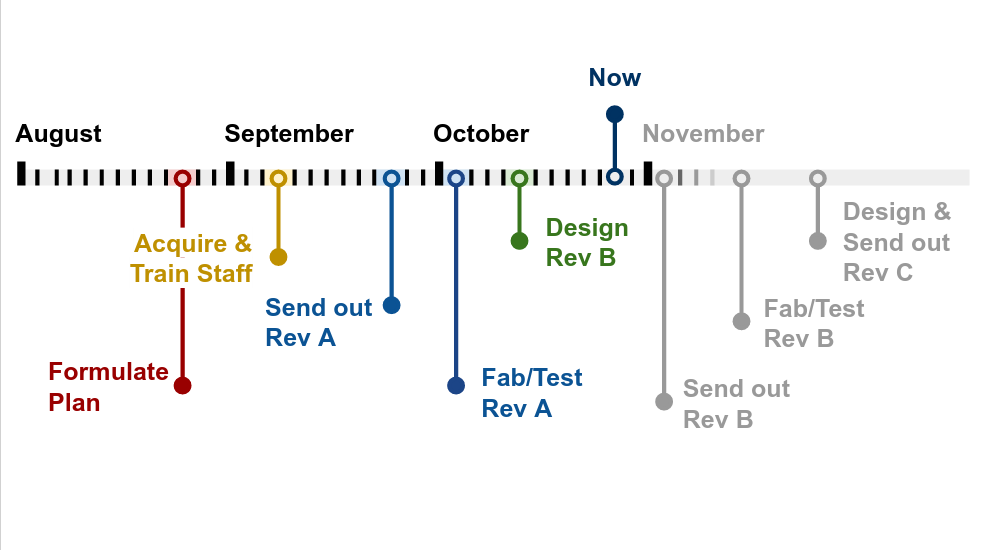 Now
August
September
October
November
Acquire &
Train Staff
Design
Rev B
Design &
Send out
Rev C
Send out
Rev A
Fab/Test
Rev B
Formulate
Plan
Fab/Test
Rev A
Send out
Rev B